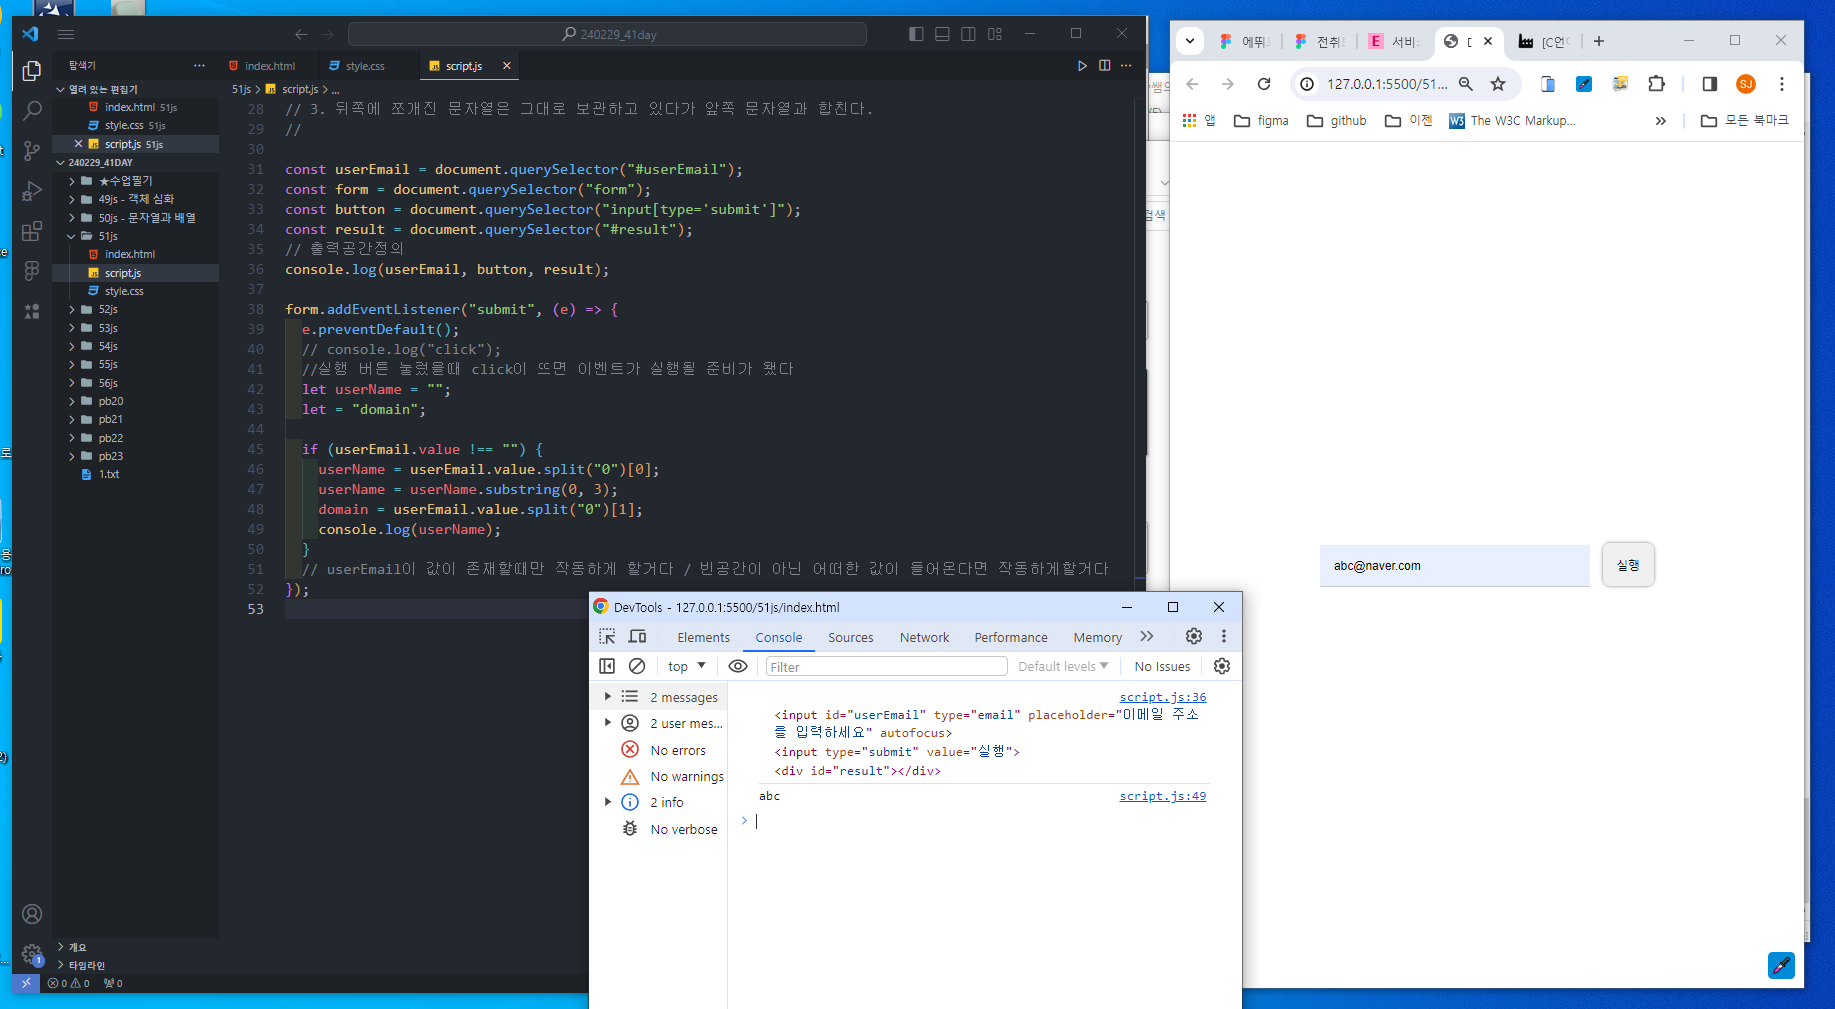 240229_41day
탐색기
index.html
style.css
script.js
열려 있는 편집기
index.html 51js
style.css 51js
script.js 51js
240229_41DAY
★수업필기
49js - 객체 심화
50js - 문자열과 배열
51js
index.html
script.js
style.css
52js
53js
54js
55js
56js
pb20
pb21
pb22
pb23
1.txt
개요
타임라인
0 0 0
1
51js > script.js > ...
28 // 3. 뒤쪽에 쪼개진 문자열은 그대로 보관하고 있다가 앞쪽 문자열과 합친다.
29 //
30
31 const userEmail = document.querySelector("#userEmail");
32 const form = document.querySelector("form");
33 const button = document.querySelector("input[type='submit']");
34 const result = document.querySelector("#result");
35 // 출력공간정의
36 console.log(userEmail, button, result);
37
38 form.addEventListener("submit", (e) => {
39 e.preventDefault();
40 // console.log("click");
41 //실행 버튼 눌렀을때 click이 뜨면 이벤트가 실행될 준비가 됐다
42 let userName = "";
43 let = "domain";
44
45 if (userEmail.value !== "") {
46 userName = userEmail.value.split("0")[0];
47 userName = userName.substring(0, 3);
48 domain = userEmail.value.split("0")[1];
49 console.log(userName);
50 }
51 // userEmail이 값이 존재할때만 작동하게 할거다 / 빈공간이 아닌 어떠한 값이 들어온다면 작동하게할거다
52 });
53
DevTools - 127.0.0.1:5500/51js/index.html
Elements
Console
Sources
Network
Performance
Memory
top
Filter
Default levels
No Issues
2 messages
2 user mes...
No errors
No warnings
2 info
No verbose
script.js:36
<input id="userEmail" type="email" placeholder="이메일 주소
를 입력하세요" autofocus>
<input type="submit" value="실행">
<div id="result"></div>
abc
script.js:49
에뛰
전취
서비
[C언
127.0.0.1:5500/51...
SJ
앱
figma
github
이젠
The W3C Markup...
모든 북마크
검색
abc@naver.com
실행